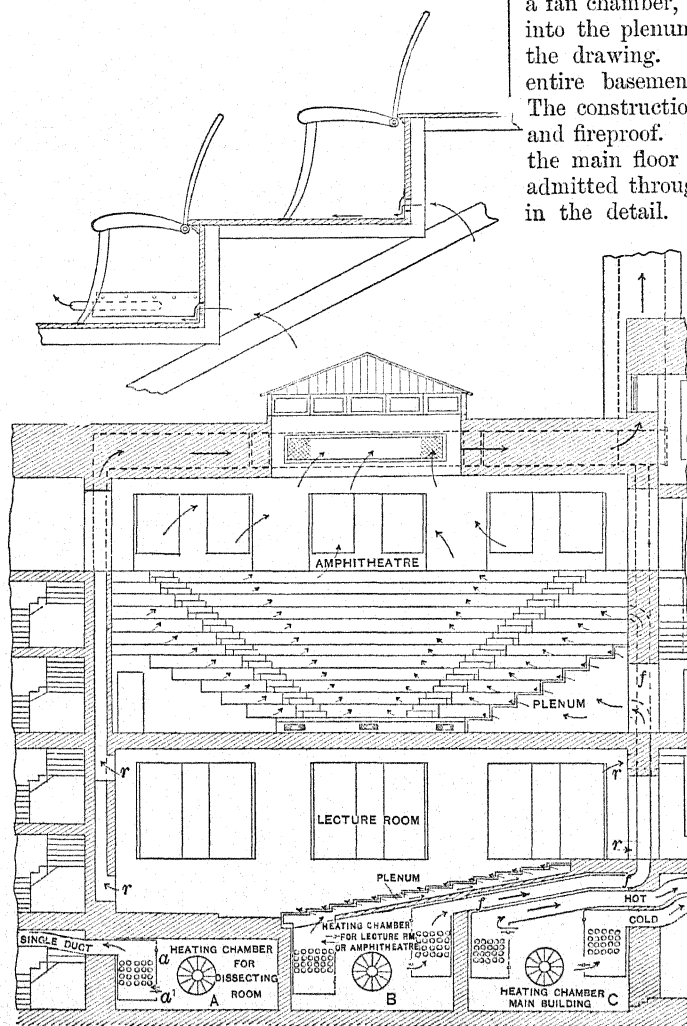 a fan chamber,
into the plenum
the drawing.
entire basemen
The constructio
and fireproof.
the main floor
admitted throug
in the detail.
AMPHITHEATRE
PLENUM
r
r
LECTURE ROOM
r
r
PLENUM
HOT
COLD
HEATING CHAMBER
FOR LECTURE RM.
OR AMPHITHEATRE
SINGLE DUCT
HEATING CHAMBER
FOR
DISSECTING
ROOM
a
a¹
A
B
HEATING CHAMBER
MAIN BUILDING
C